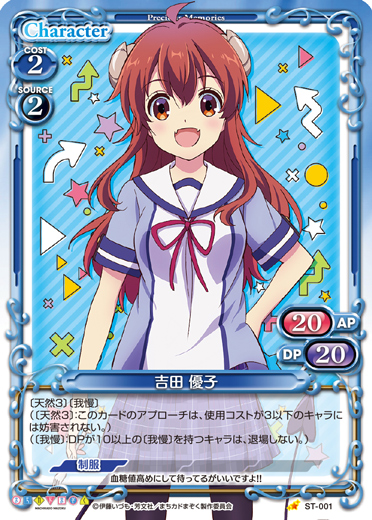 Precious Memories
Character
COST
2
SOURCE
2
20 AP
DP 20
吉田 優子
[天然3] [我慢]
([天然3]:このカードのアプローチは、使用コストが3以下のキャラに
は妨害されない。)
([我慢]:DPが10以上の[我慢]を持つキャラは、退場しない。)
制服
血糖値高めにして待ってるがいいですよ!!
©伊藤いづも・芳文社/まちカドまぞく製作委員会
ST-001